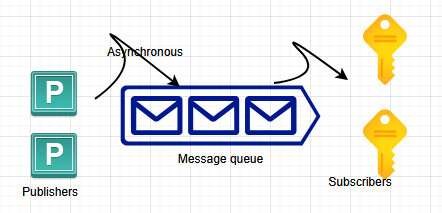 Asynchronous
P
P
Message queue
Publishers
Subscribers